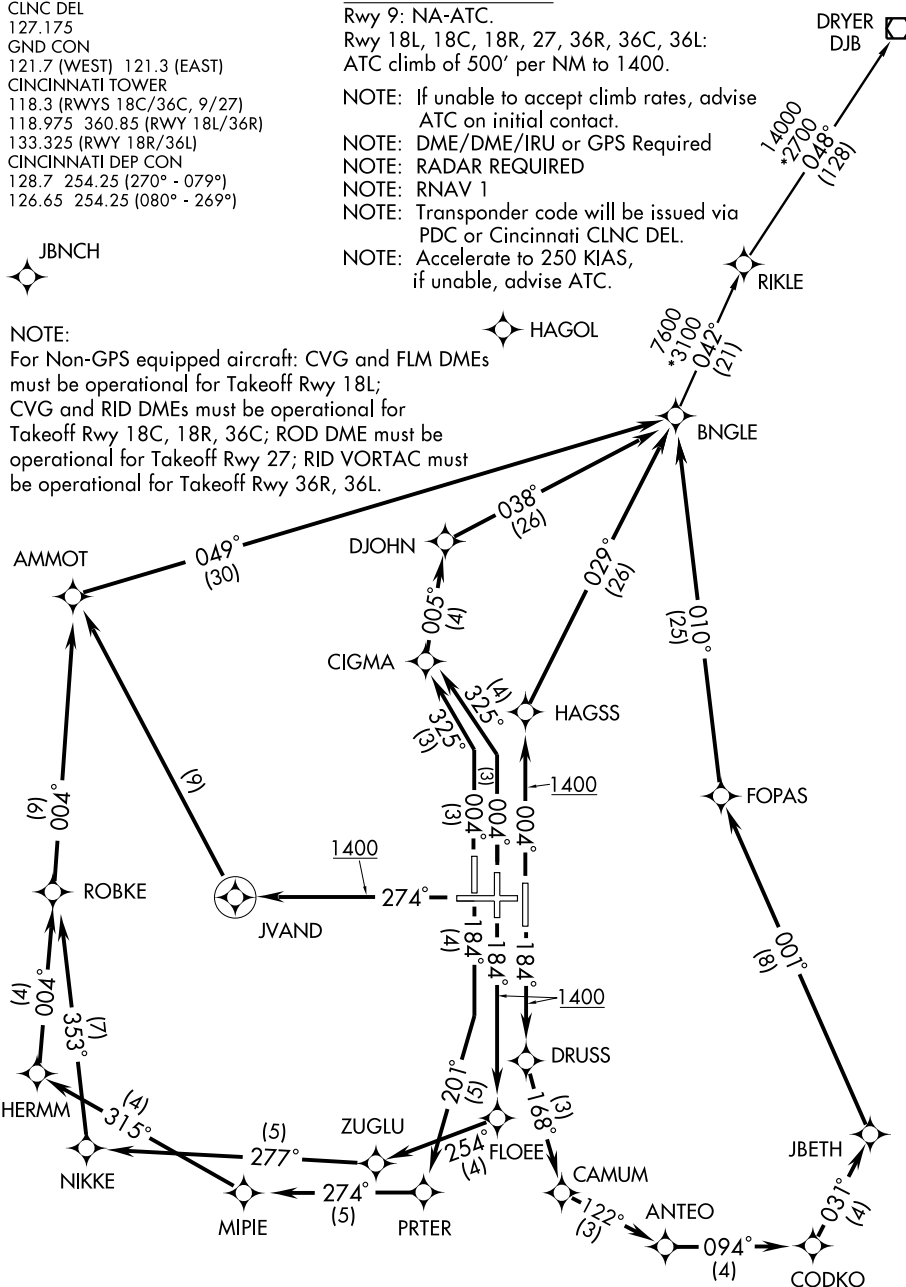 CLNC DEL
127.175
GND CON
121.7 (WEST) 121.3 (EAST)
CINCINNATI TOWER
118.3 (RWYS 18C/36C, 9/27)
118.975 360.85 (RWY 18L/36R)
133.325 (RWY 18R/36L)
CINCINNATI DEP CON
128.7 254.25 (270° - 079°)
126.65 254.25 (080° - 269°)
Rwy 9: NA-ATC.
Rwy 18L, 18C, 18R, 27, 36R, 36C, 36L:
ATC climb of 500' per NM to 1400.
NOTE: If unable to accept climb rates, advise
ATC on initial contact.
NOTE: DME/DME/IRU or GPS Required
NOTE: RADAR REQUIRED
NOTE: RNAV 1
NOTE: Transponder code will be issued via
PDC or Cincinnati CLNC DEL.
NOTE: Accelerate to 250 KIAS,
if unable, advise ATC.
DRYER
DJB
14000
*2700
048°
(128)
JBNCH
RIKLE
HAGOL
NOTE:
For Non-GPS equipped aircraft: CVG and FLM DMEs
must be operational for Takeoff Rwy 18L;
CVG and RID DMEs must be operational for
Takeoff Rwy 18C, 18R, 36C; ROD DME must be
operational for Takeoff Rwy 27; RID VORTAC must
be operational for Takeoff Rwy 36R, 36L.
7600
*3100
042°
(21)
BNGLE
AMMOT
049°
(30)
DJOHN
038°
(26)
029°
(26)
010°
(25)
005°
(4)
CIGMA
325°
(3)
325°
(4)
HAGSS
1400
004°
(3)
004°
(3)
004°
FOPAS
004°
(9)
(9)
ROBKE
1400
274°
JVAND
184°
(4)
184°
184°
1400
001°
(8)
004°
(4)
353°
(7)
HERMM
315°
(4)
DRUSS
201°
(5)
168°
(3)
ZUGLU
277°
(5)
254°
(4)
FLOEE
NIKKE
MIPIE
274°
(5)
PRTER
CAMUM
122°
(3)
ANTEO
094°
(4)
JBETH
031°
(4)
CODKO